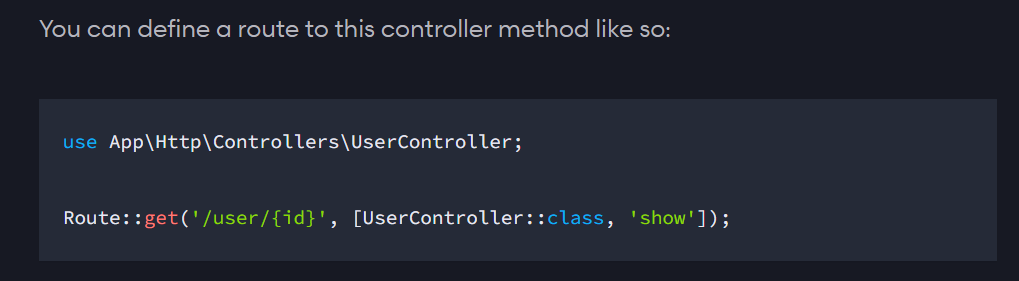 You can define a route to this controller method like so:
use App\Http\Controllers\UserController;
Route::get('/user/{id}', [UserController::class, 'show']);